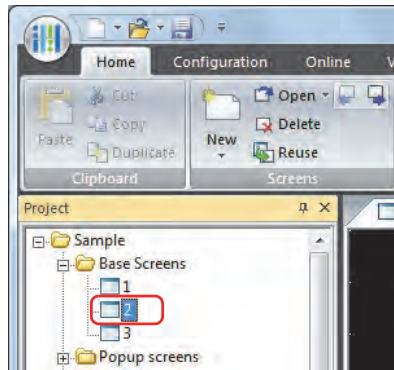 Home Configuration Online V
Cut
Copy
Paste
Duplicate
Clipboard
New
Open
Delete
Reuse
Screens
Project
Sample
Base Screens
1
2
3
Popup screens